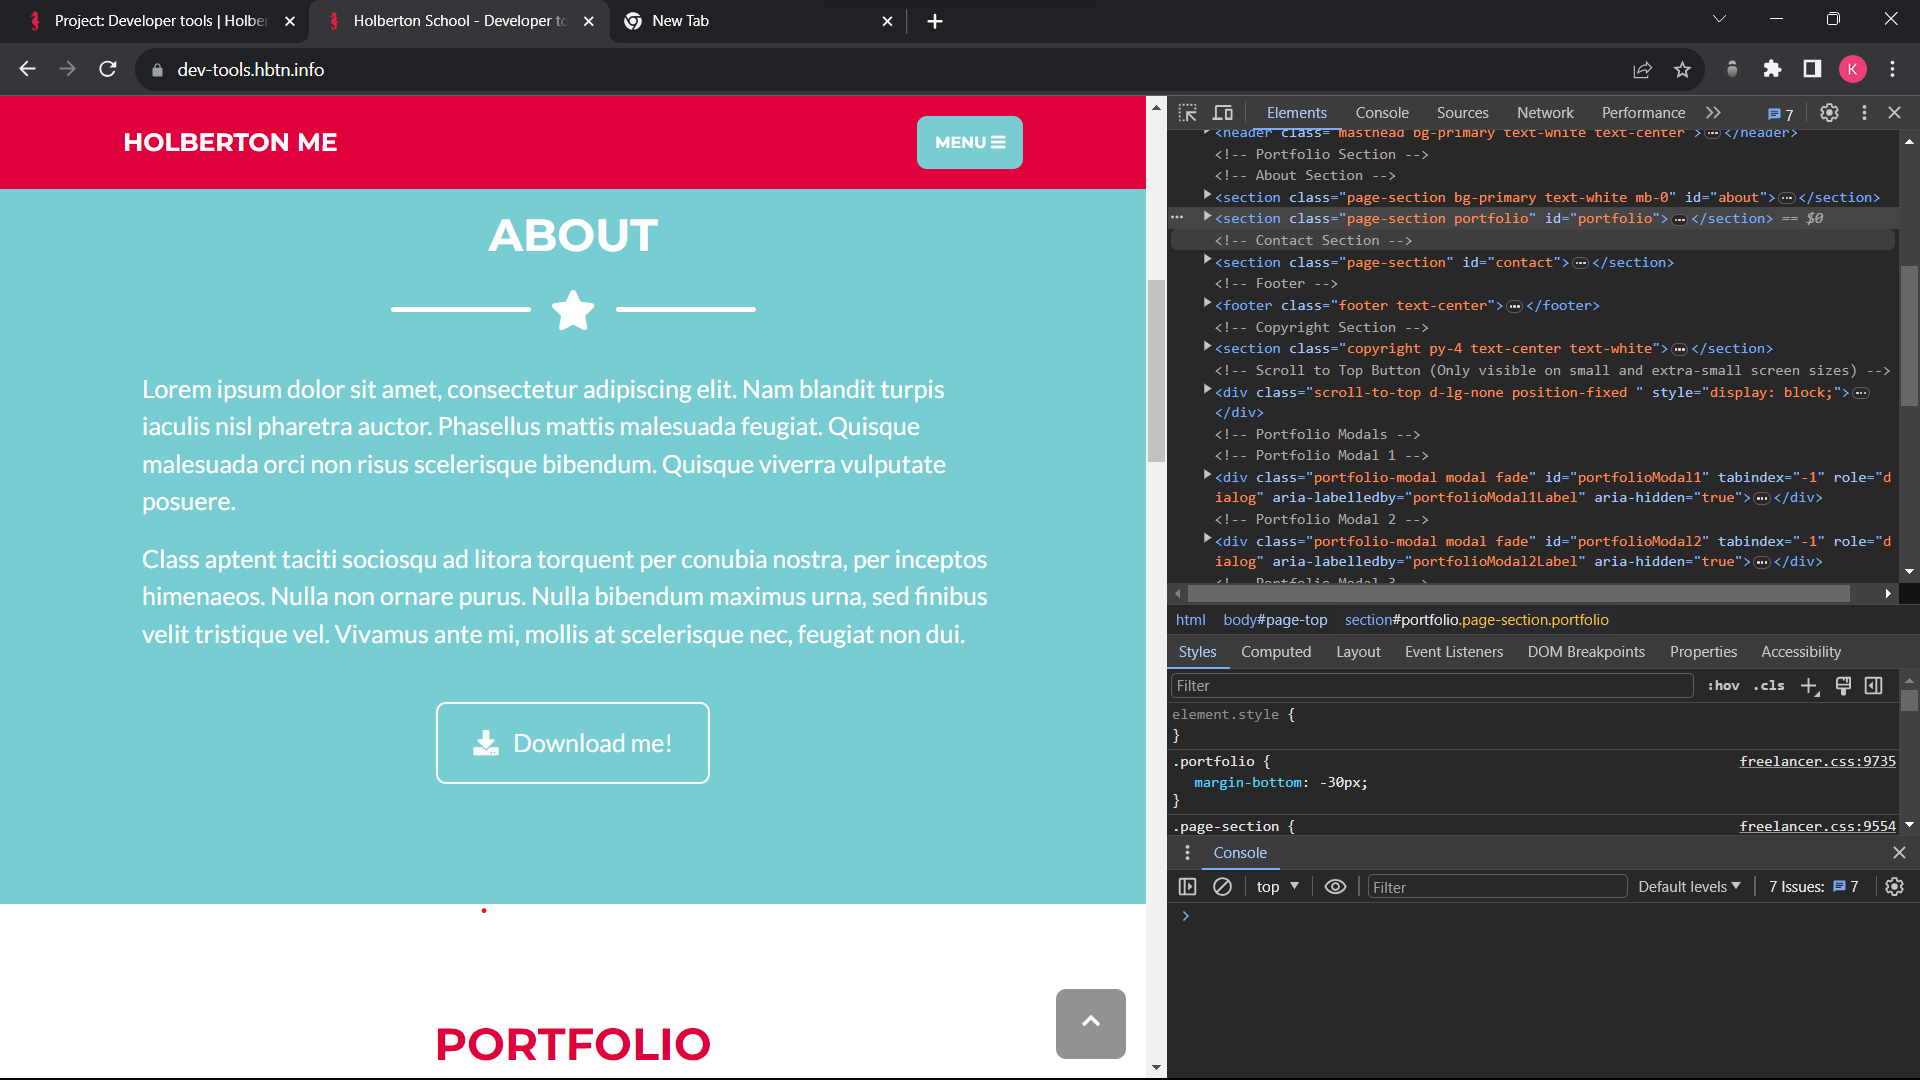 Project: Developer tools | Holber
Holberton School - Developer to
New Tab
dev-tools.hbtn.info
K
HOLBERTON ME
MENU
ABOUT
Lorem ipsum dolor sit amet, consectetur adipiscing elit. Nam blandit turpis
iaculis nisl pharetra auctor. Phasellus mattis malesuada feugiat. Quisque
malesuada orci non risus scelerisque bibendum. Quisque viverra vulputate
posuere.
Class aptent taciti sociosqu ad litora torquent per conubia nostra, per inceptos
himenaeos. Nulla non ornare purus. Nulla bibendum maximus urna, sed finibus
velit tristique vel. Vivamus ante mi, mollis at scelerisque nec, feugiat non dui.
Download me!
PORTFOLIO
Elements Console Sources Network Performance 7
<header class="masthead bg-primary text-white text-center">…</header>
<!-- Portfolio Section -->
<!-- About Section -->
<section class="page-section bg-primary text-white mb-0" id="about">…</section>
<section class="page-section portfolio" id="portfolio">…</section> == $0
<!-- Contact Section -->
<section class="page-section" id="contact">…</section>
<!-- Footer -->
<footer class="footer text-center">…</footer>
<!-- Copyright Section -->
<section class="copyright py-4 text-center text-white">…</section>
<!-- Scroll to Top Button (Only visible on small and extra-small screen sizes) -->
<div class="scroll-to-top d-lg-none position-fixed " style="display: block;">…
</div>
<!-- Portfolio Modals -->
<!-- Portfolio Modal 1 -->
<div class="portfolio-modal modal fade" id="portfolioModal1" tabindex="-1" role="d
ialog" aria-labelledby="portfolioModal1Label" aria-hidden="true">…</div>
<!-- Portfolio Modal 2 -->
<div class="portfolio-modal modal fade" id="portfolioModal2" tabindex="-1" role="d
ialog" aria-labelledby="portfolioModal2Label" aria-hidden="true">…</div>
<!-- Portfolio Modal 3 -->
html body#page-top section#portfolio.page-section.portfolio
Styles Computed Layout Event Listeners DOM Breakpoints Properties Accessibility
Filter :hov .cls
element.style {
}
.portfolio { freelancer.css:9735
margin-bottom: -30px;
}
.page-section { freelancer.css:9554
Console
top Filter Default levels 7 Issues: 7